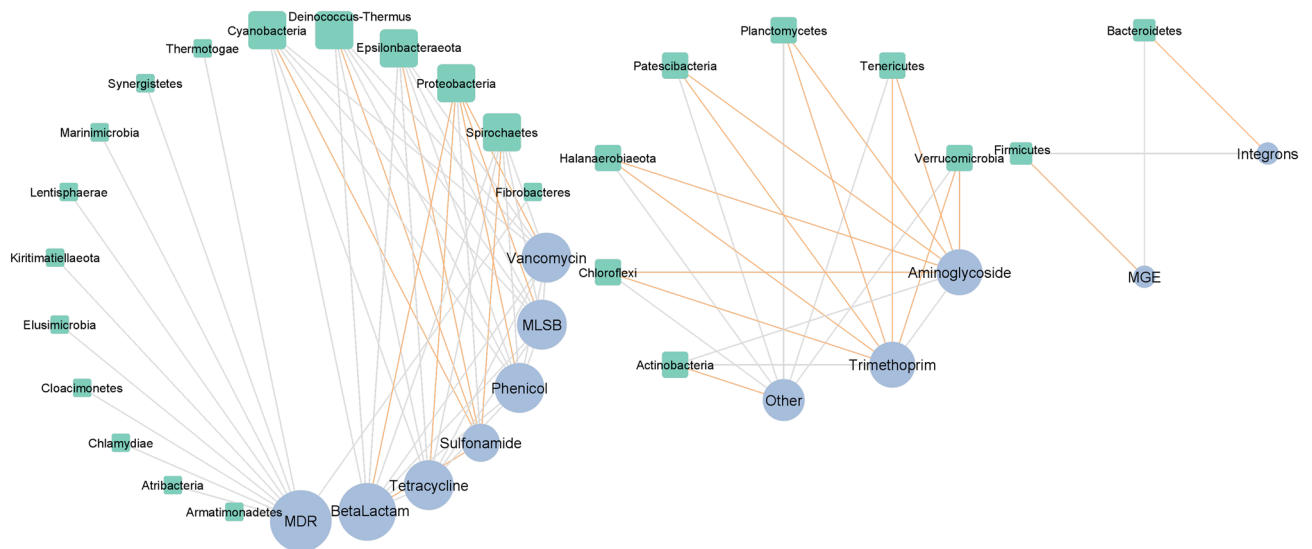 Deinococcus-Thermus
Cyanobacteria
Thermotogae
Epsilonbacteraeota
Synergistetes
Proteobacteria
Marinimicrobia
Spirochaetes
Lentisphaerae
Fibrobacteres
Kiritimatiellaeota
Vancomycin
Elusimicrobia
MLSB
Cloacimonetes
Phenicol
Chlamydiae
Sulfonamide
Atribacteria
Tetracycline
Armatimonadetes
MDR
BetaLactam
Planctomycetes
Patescibacteria
Tenericutes
Halanaerobiaeota
Verrucomicrobia
Chloroflexi
Aminoglycoside
Actinobacteria
Trimethoprim
Other
Bacteroidetes
Firmicutes
Integrons
MGE